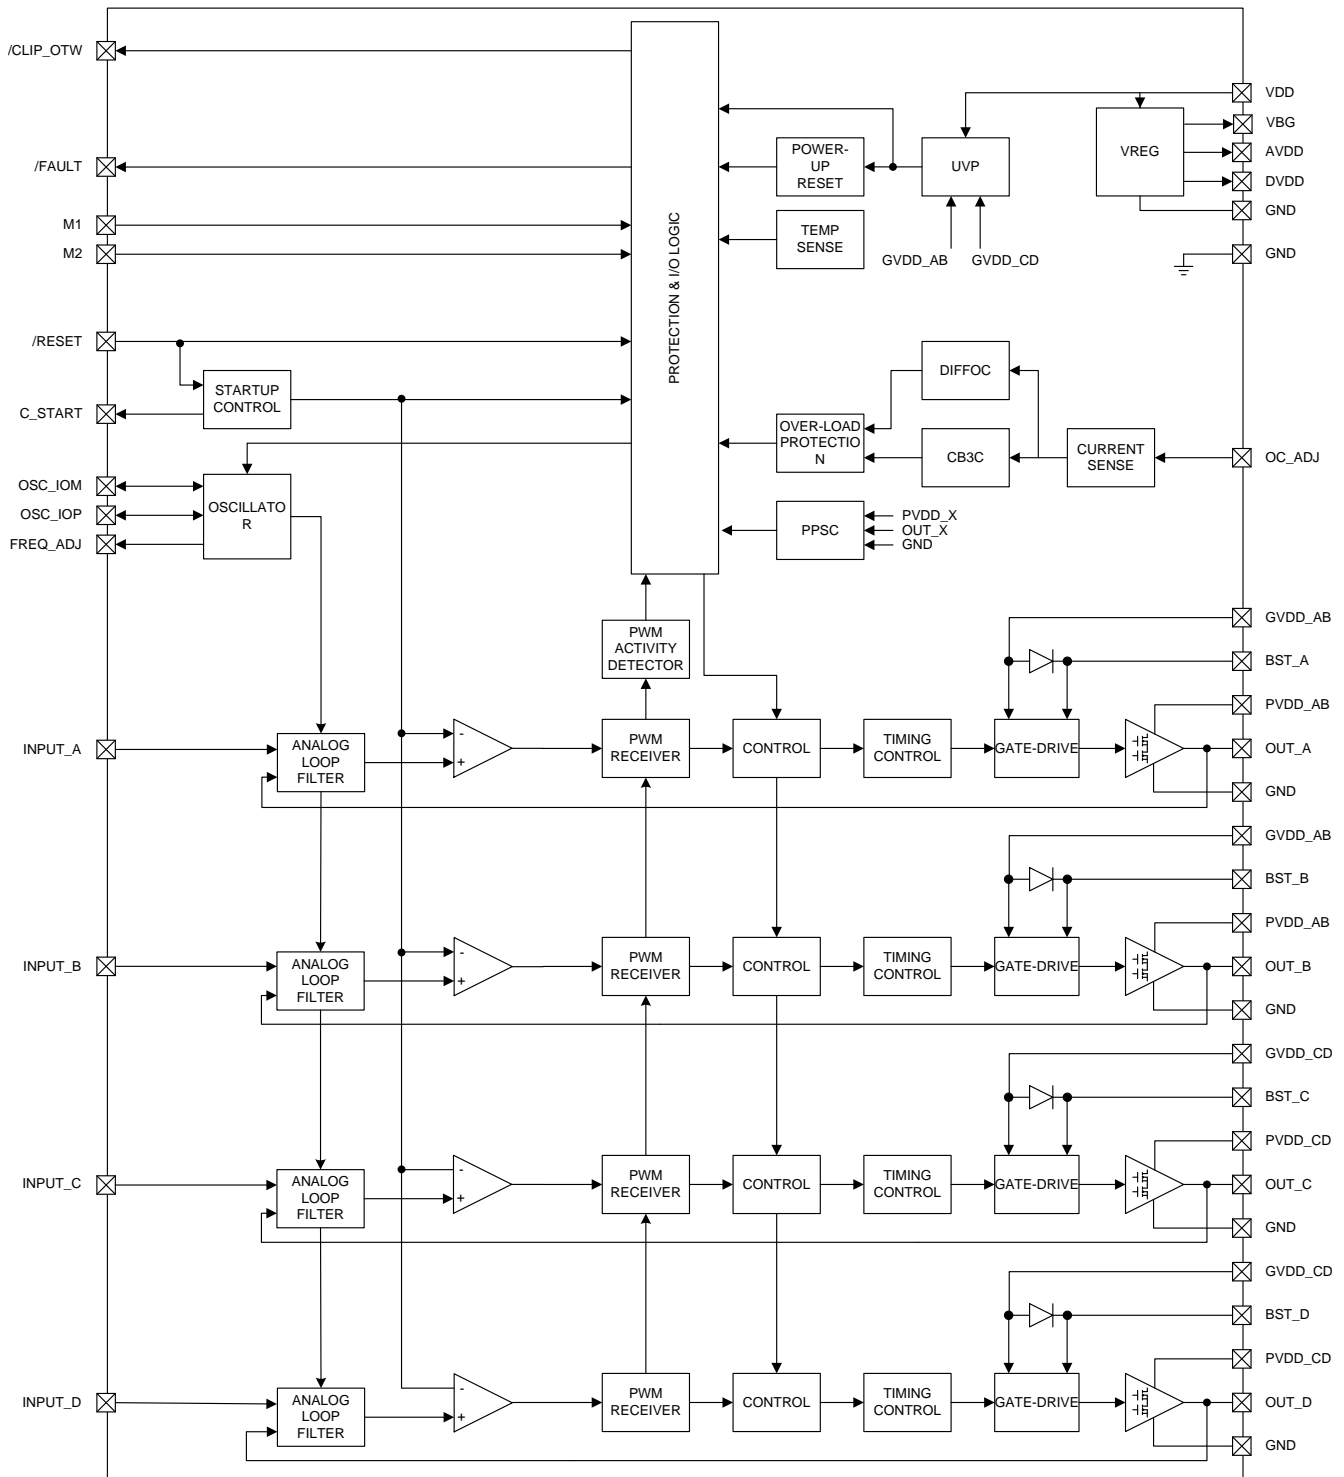 /CLIP_OTW
/FAULT
M1
M2
/RESET
C_START
OSC_IOM
OSC_IOP
FREQ_ADJ
STARTUP
CONTROL
OSCILLATO
R
PROTECTION & I/O LOGIC
POWER-
UP
RESET
UVP
VREG
TEMP
SENSE
GVDD_AB
GVDD_CD
VDD
VBG
AVDD
DVDD
GND
GND
DIFFOC
OVER-LOAD
PROTECTIO
N
CB3C
CURRENT
SENSE
OC_ADJ
PPSC
PVDD_X
OUT_X
GND
PWM
ACTIVITY
DETECTOR
INPUT_A
ANALOG
LOOP
FILTER
-
+
PWM
RECEIVER
CONTROL
TIMING
CONTROL
GATE-DRIVE
GVDD_AB
BST_A
PVDD_AB
OUT_A
GND
INPUT_B
ANALOG
LOOP
FILTER
-
+
PWM
RECEIVER
CONTROL
TIMING
CONTROL
GATE-DRIVE
GVDD_AB
BST_B
PVDD_AB
OUT_B
GND
INPUT_C
ANALOG
LOOP
FILTER
-
+
PWM
RECEIVER
CONTROL
TIMING
CONTROL
GATE-DRIVE
GVDD_CD
BST_C
PVDD_CD
OUT_C
GND
INPUT_D
ANALOG
LOOP
FILTER
-
+
PWM
RECEIVER
CONTROL
TIMING
CONTROL
GATE-DRIVE
GVDD_CD
BST_D
PVDD_CD
OUT_D
GND